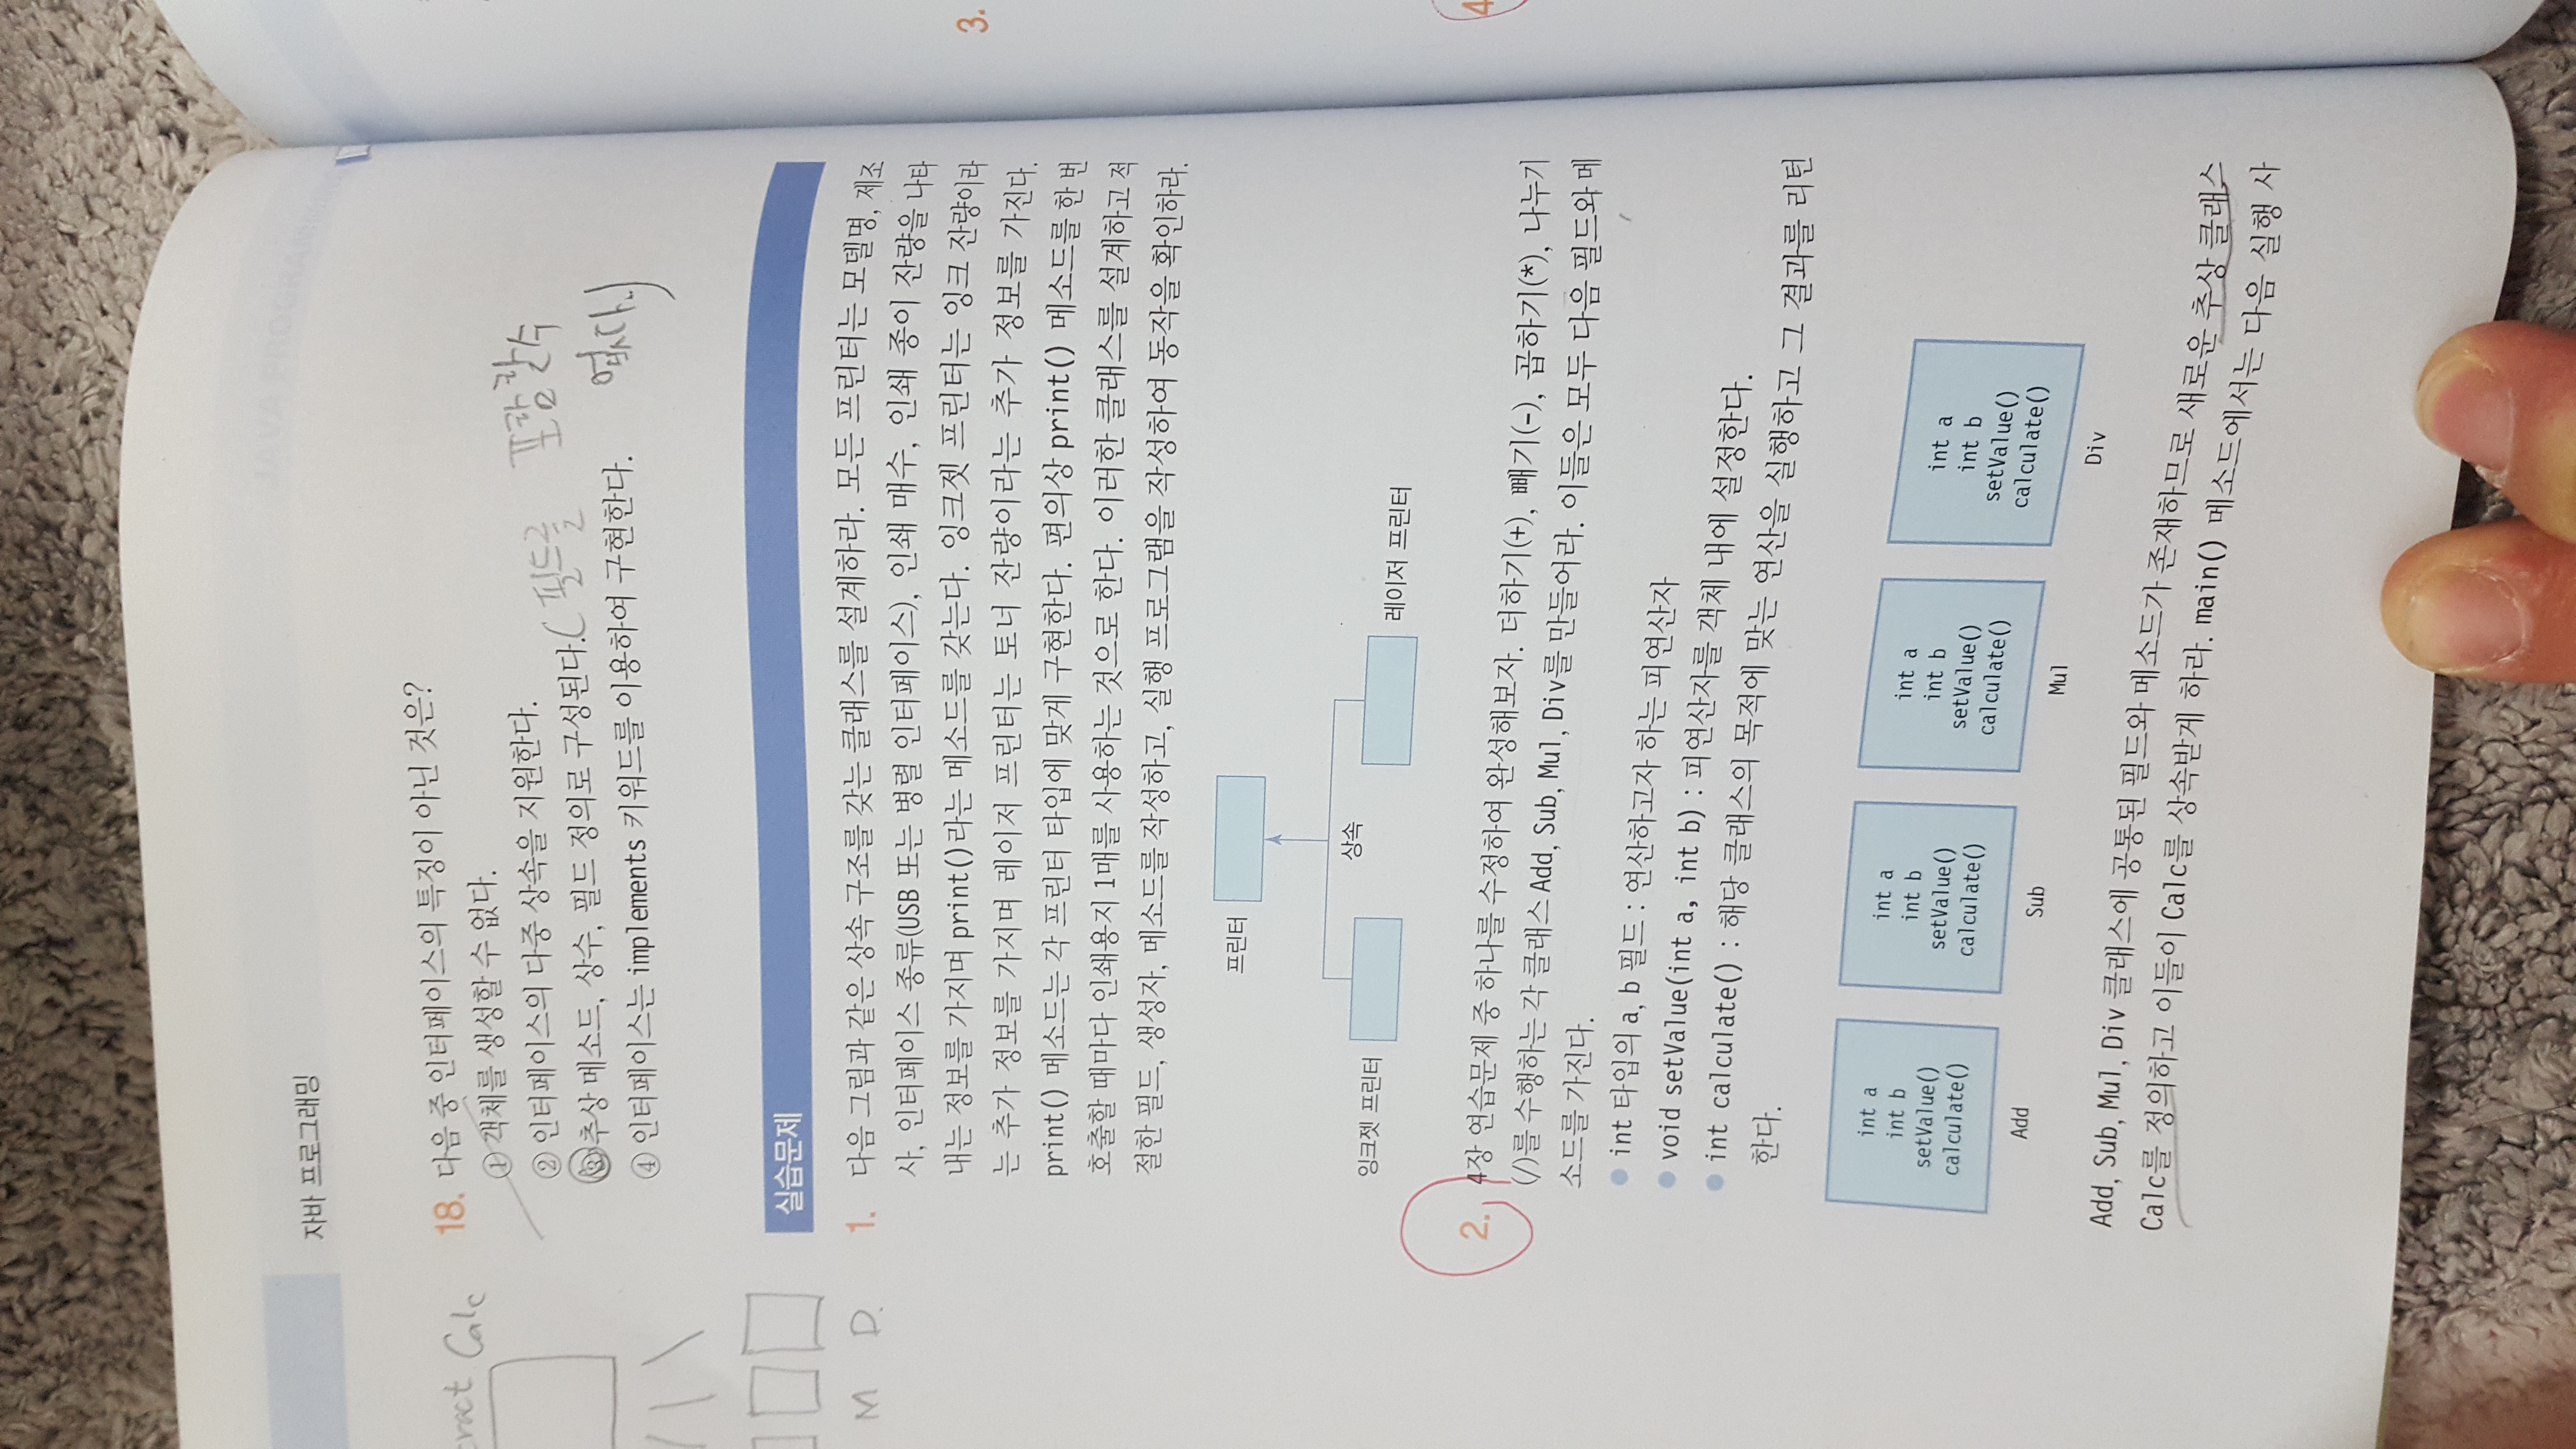 자바 프로그래밍
Calc
18. 다음 중 인터페이스의 특징이 아닌 것은?
① 객체를 생성할 수 없다.
② 인터페이스의 다중 상속을 지원한다.
③ 추상 메소드, 상수, 필드 정의로 구성된다. (필드를 포함할수
없다.)
④ 인터페이스는 implements 키워드를 이용하여 구현한다.
M D.
실습문제
1. 다음 그림과 같은 상속 구조를 갖는 클래스를 설계하라. 모든 프린터는 모델명, 제조
사, 인터페이스 종류(USB 또는 병렬 인터페이스), 인쇄 매수, 인쇄 종이 잔량을 나타
내는 정보를 가지며 print()라는 메소드를 갖는다. 잉크젯 프린터는 잉크 잔량이라
는 추가 정보를 가지며 레이저 프린터는 토너 잔량이라는 추가 정보를 가진다.
print() 메소드는 각 프린터 타입에 맞게 구현한다. 편의상 print() 메소드를 한 번
호출할 때마다 인쇄용지 1매를 사용하는 것으로 한다. 이러한 클래스를 설계하고 적
절한 필드, 생성자, 메소드를 작성하고, 실행 프로그램을 작성하여 동작을 확인하라.
프린터
상속
잉크젯 프린터
레이저 프린터
2. 4장 연습문제 중 하나를 수정하여 완성해보자. 더하기(+), 빼기(-), 곱하기(*), 나누기
(/)를 수행하는 각 클래스 Add, Sub, Mul, Div를 만들어라. 이들은 모두 다음 필드와 메
소드를 가진다.
● int 타입의 a, b 필드 : 연산하고자 하는 피연산자
● void setValue(int a, int b) : 피연산자를 객체 내에 설정한다.
● int calculate() : 해당 클래스의 목적에 맞는 연산을 실행하고 그 결과를 리턴
한다.
int a
int b
setValue()
calculate()
Add
int a
int b
setValue()
calculate()
Sub
int a
int b
setValue()
calculate()
Mul
int a
int b
setValue()
calculate()
Div
Add, Sub, Mul, Div 클래스에 공통된 필드와 메소드가 존재하므로 새로운 추상 클래스
Calc를 정의하고 이들이 Calc를 상속받게 하라. main() 메소드에서는 다음 실행 사
3.
4